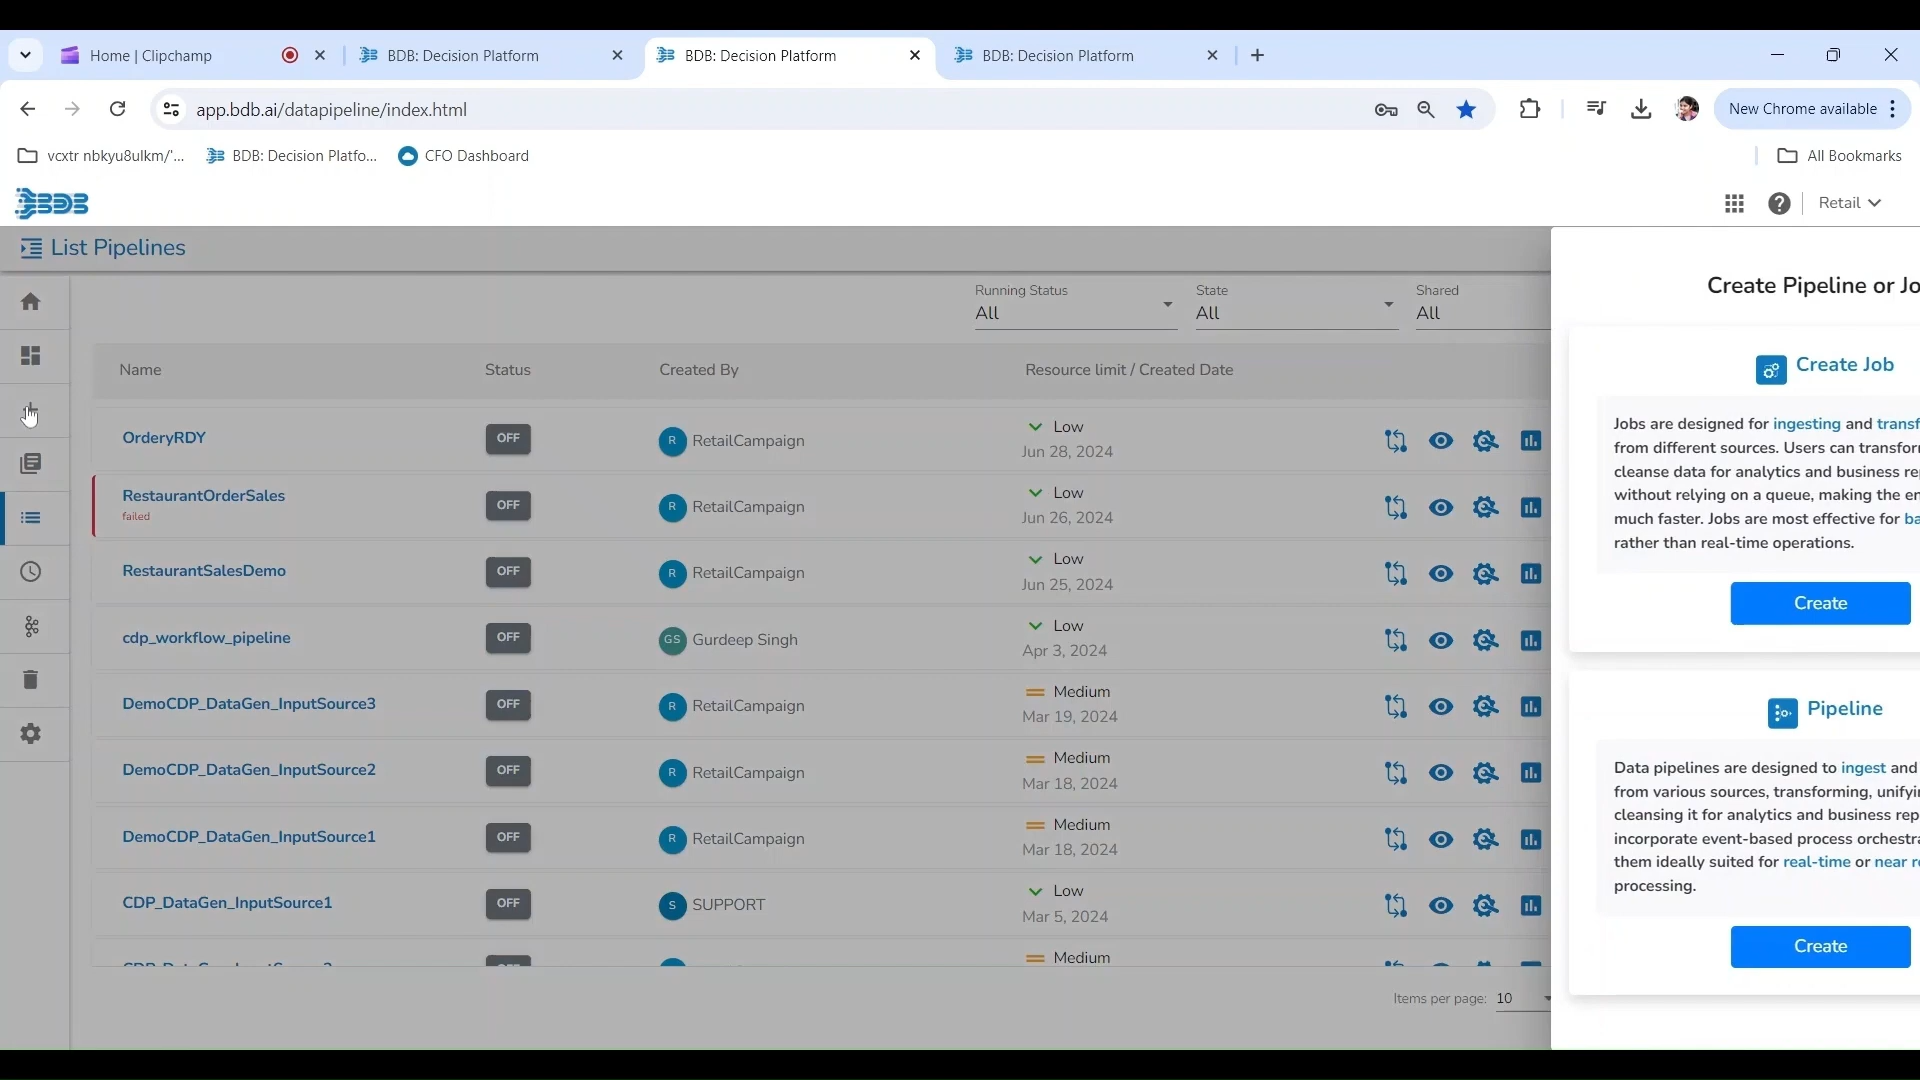 Home | Clipchamp
BDB: Decision Platform
BDB: Decision Platform
BDB: Decision Platform
app.bdb.ai/datapipeline/index.html
New Chrome available
vcxtr nbkyu8ulkm/'...
BDB: Decision Platfo...
CFO Dashboard
All Bookmarks
BDB
Retail
List Pipelines
Running Status
All
State
All
Shared
All
Name
Status
Created By
Resource limit / Created Date
OrderyRDY
OFF
R RetailCampaign
Low
Jun 28, 2024
RestaurantOrderSales
failed
OFF
R RetailCampaign
Low
Jun 26, 2024
RestaurantSalesDemo
OFF
R RetailCampaign
Low
Jun 25, 2024
cdp_workflow_pipeline
OFF
GS Gurdeep Singh
Low
Apr 3, 2024
DemoCDP_DataGen_InputSource3
OFF
R RetailCampaign
Medium
Mar 19, 2024
DemoCDP_DataGen_InputSource2
OFF
R RetailCampaign
Medium
Mar 18, 2024
DemoCDP_DataGen_InputSource1
OFF
R RetailCampaign
Medium
Mar 18, 2024
CDP_DataGen_InputSource1
OFF
S SUPPORT
Low
Mar 5, 2024
Medium
Items per page: 10
Create Pipeline or Jo
Create Job
Jobs are designed for ingesting and transf
from different sources. Users can transfor
cleanse data for analytics and business re
without relying on a queue, making the en
much faster. Jobs are most effective for ba
rather than real-time operations.
Create
Pipeline
Data pipelines are designed to ingest and
from various sources, transforming, unifyi
cleansing it for analytics and business rep
incorporate event-based process orchestra
them ideally suited for real-time or near r
processing.
Create